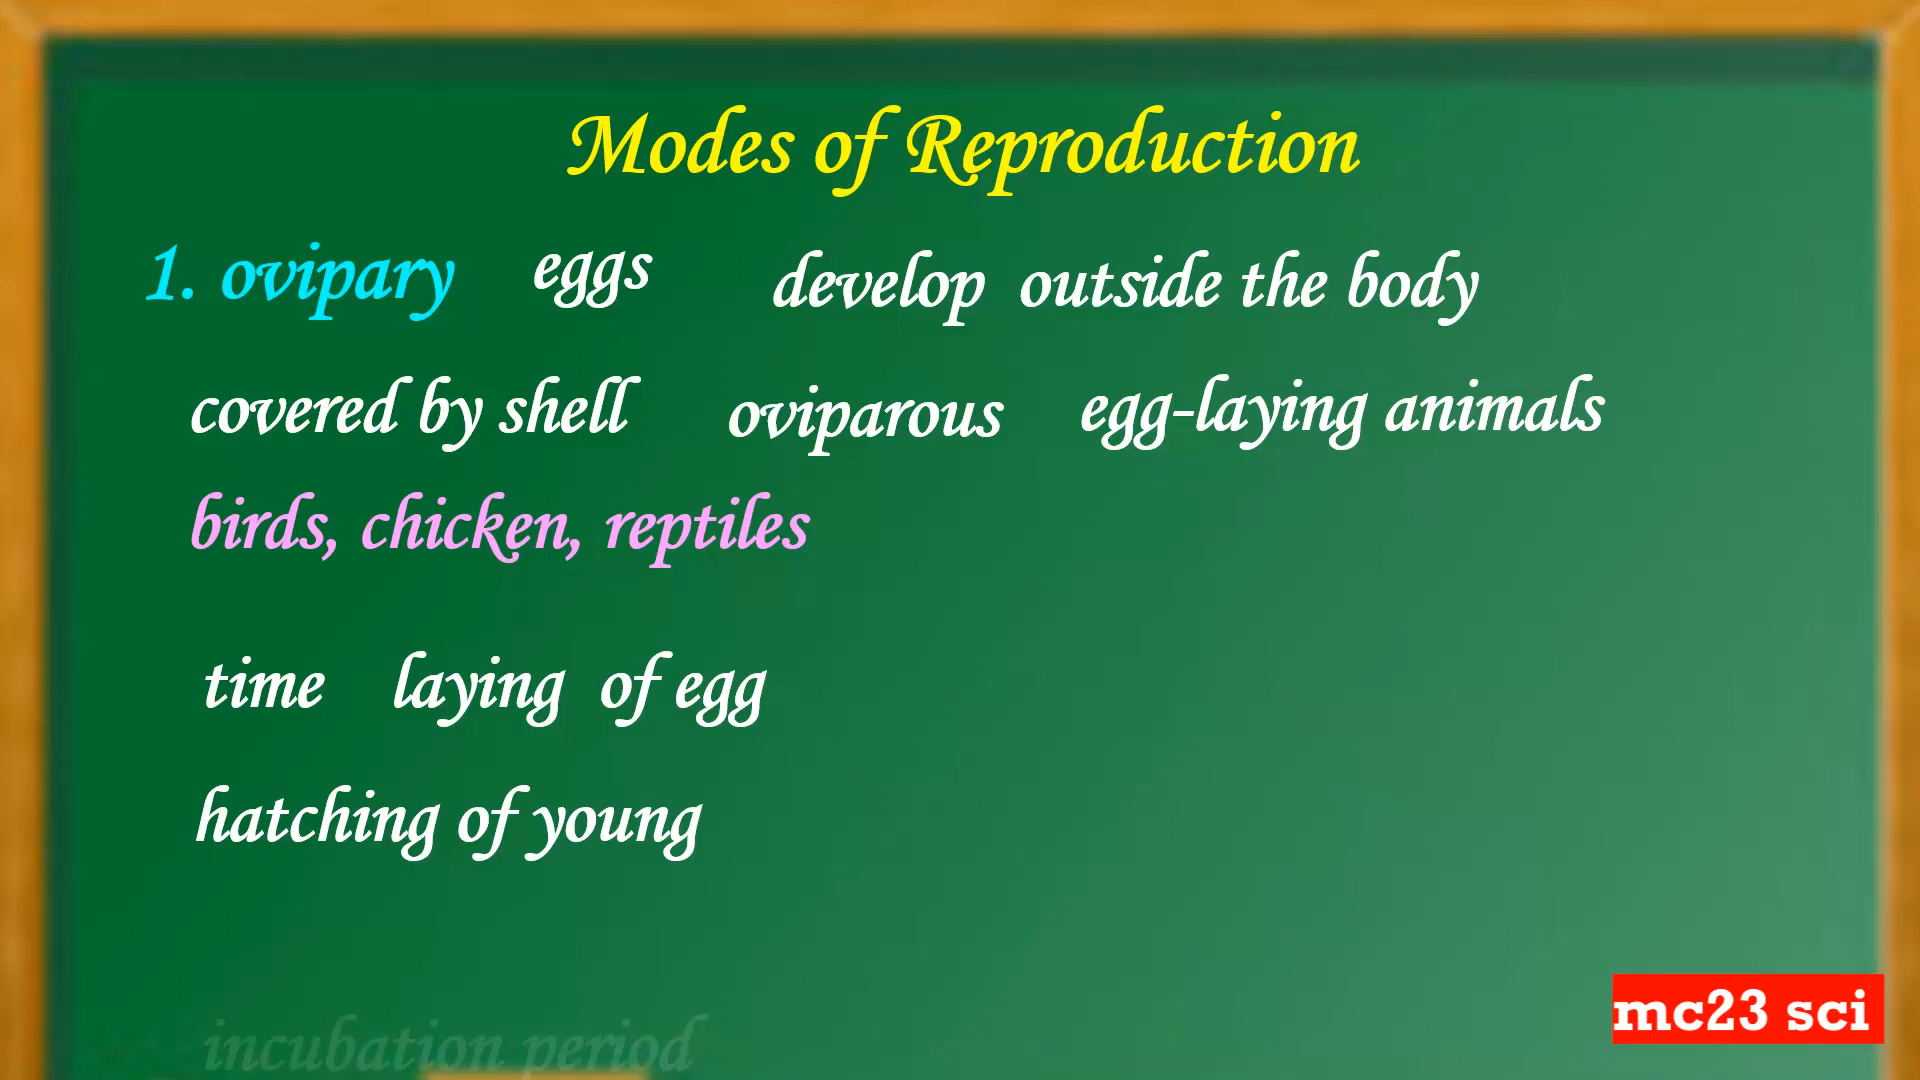 Modes of Reproduction
1. ovipary eggs develop outside the body
covered by shell oviparous egg-laying animals
birds, chicken, reptiles
time laying of egg
hatching of young
incubation period
mc23 sci